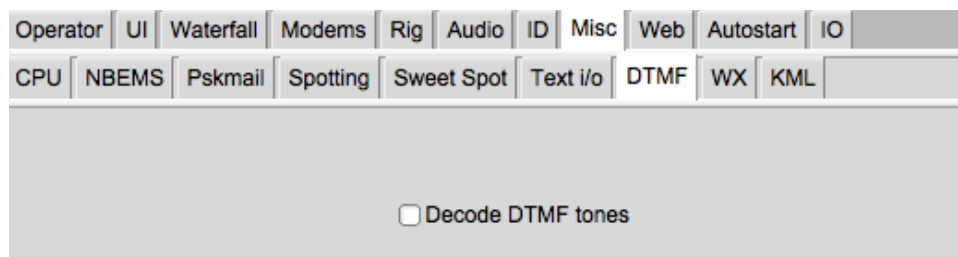 Operator UI Waterfall Modems Rig Audio ID Misc Web Autostart IO
CPU NBEMS Pskmail Spotting Sweet Spot Text i/o DTMF WX KML
Decode DTMF tones